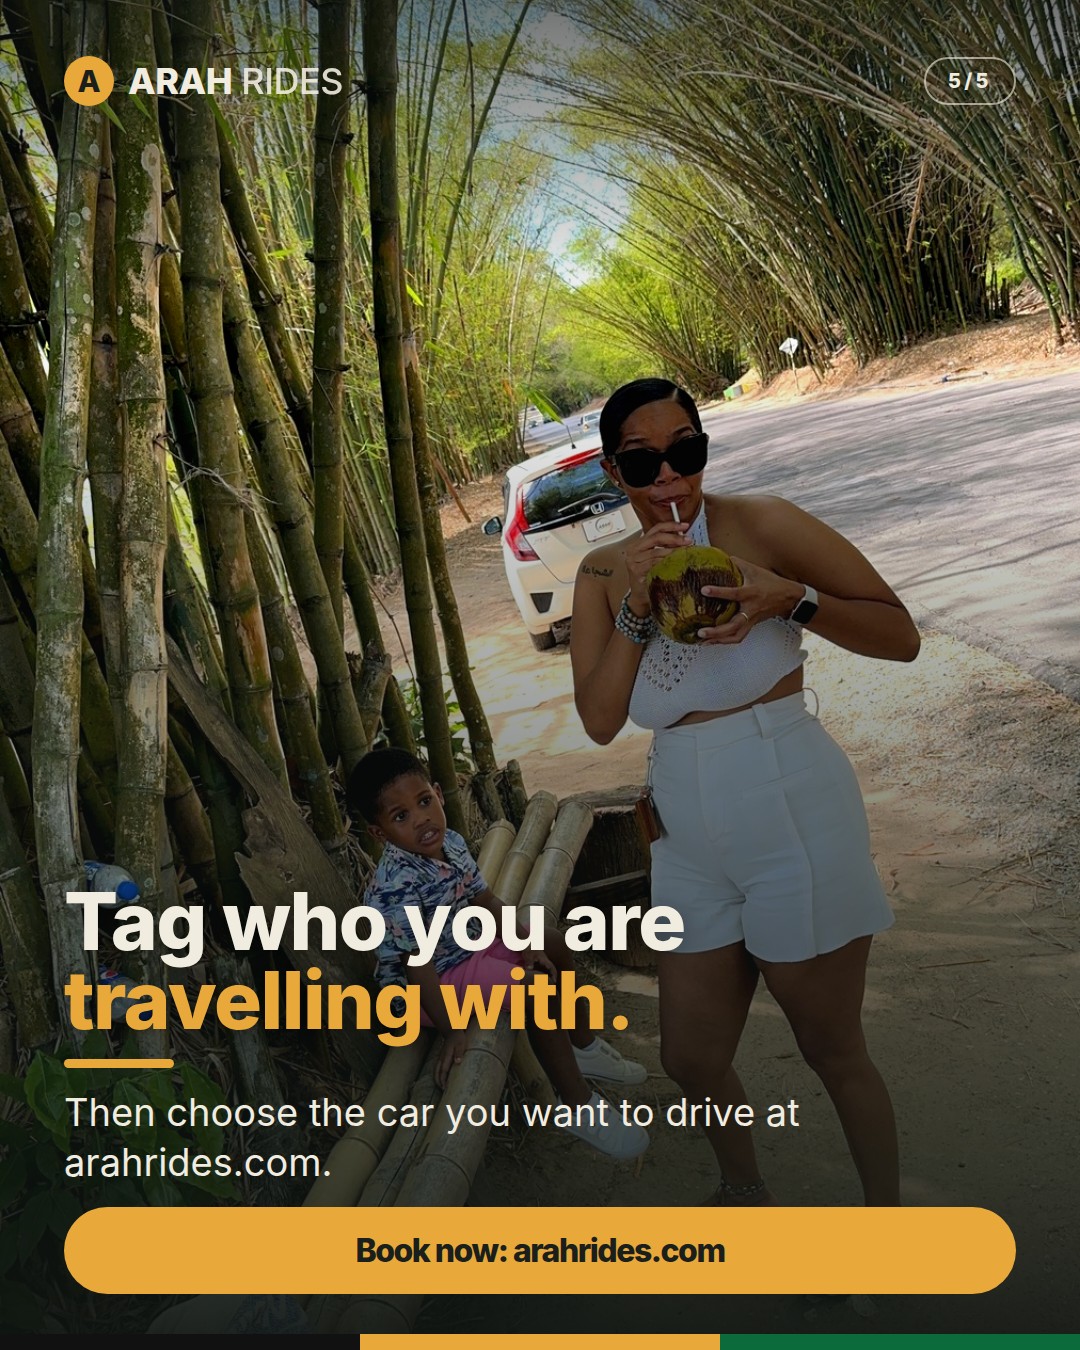 A ARAH RIDES
5/5
Tag who you are
travelling with.
Then choose the car you want to drive at
arahrides.com.
Book now: arahrides.com